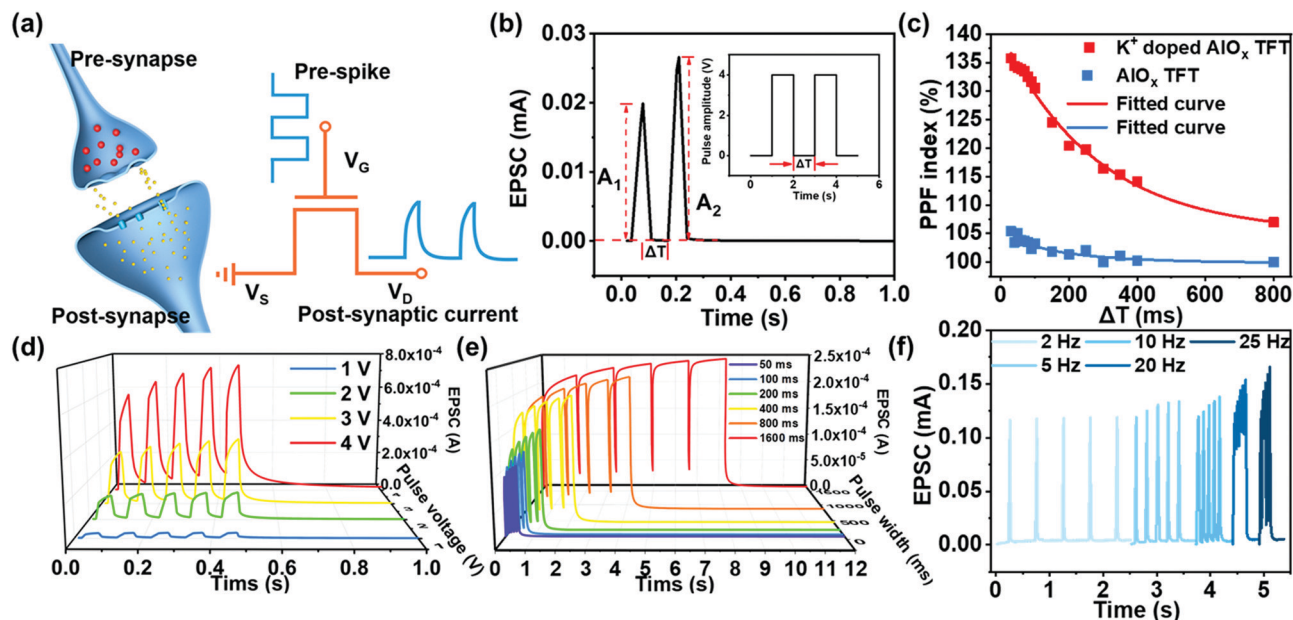 (a)
Pre-synapse
Post-synapse
Pre-spike
V_G
V_S
V_D
Post-synaptic current
(b)
EPSC (mA)
0.03
0.02
0.01
0.00
A_1
A_2
ΔT
0.0 0.2 0.4 0.6 0.8 1.0
Time (s)
Pulse amplitude (V)
4
3
2
1
0
ΔT
0 2 4 6
Time (s)
(c)
PPF index (%)
140
135
130
125
120
115
110
105
100
95
K⁺ doped AlOₓ TFT
AlOₓ TFT
Fitted curve
Fitted curve
0 200 400 600 800
ΔT (ms)
(d)
1 V
2 V
3 V
4 V
8.0x10⁻⁴
6.0x10⁻⁴
4.0x10⁻⁴
2.0x10⁻⁴
0.0
EPSC (A)
Pulse voltage (V)
0.0 0.2 0.4 0.6 0.8 1.0
Tims (s)
(e)
50 ms
100 ms
200 ms
400 ms
800 ms
1600 ms
2.5x10⁻⁴
2.0x10⁻⁴
1.5x10⁻⁴
1.0x10⁻⁴
5.0x10⁻⁵
0.0
EPSC (A)
1500
1000
500
0
Pulse width (ms)
0 1 2 3 4 5 6 7 8 9 10 11 12
Tims (s)
(f)
EPSC (mA)
0.20
0.15
0.10
0.05
0.00
2 Hz 10 Hz 25 Hz
5 Hz 20 Hz
0 1 2 3 4 5
Time (s)